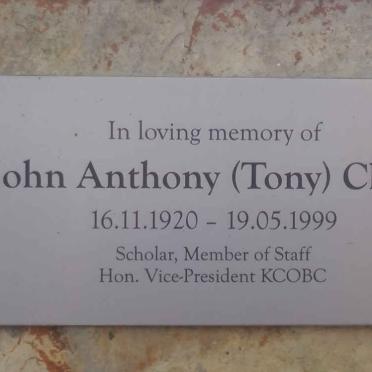 In loving memory of
ohn Anthony (Tony)
16.11.1920 – 19.05.1999
Scholar, Member of Staff
Hon. Vice-President KCOBC